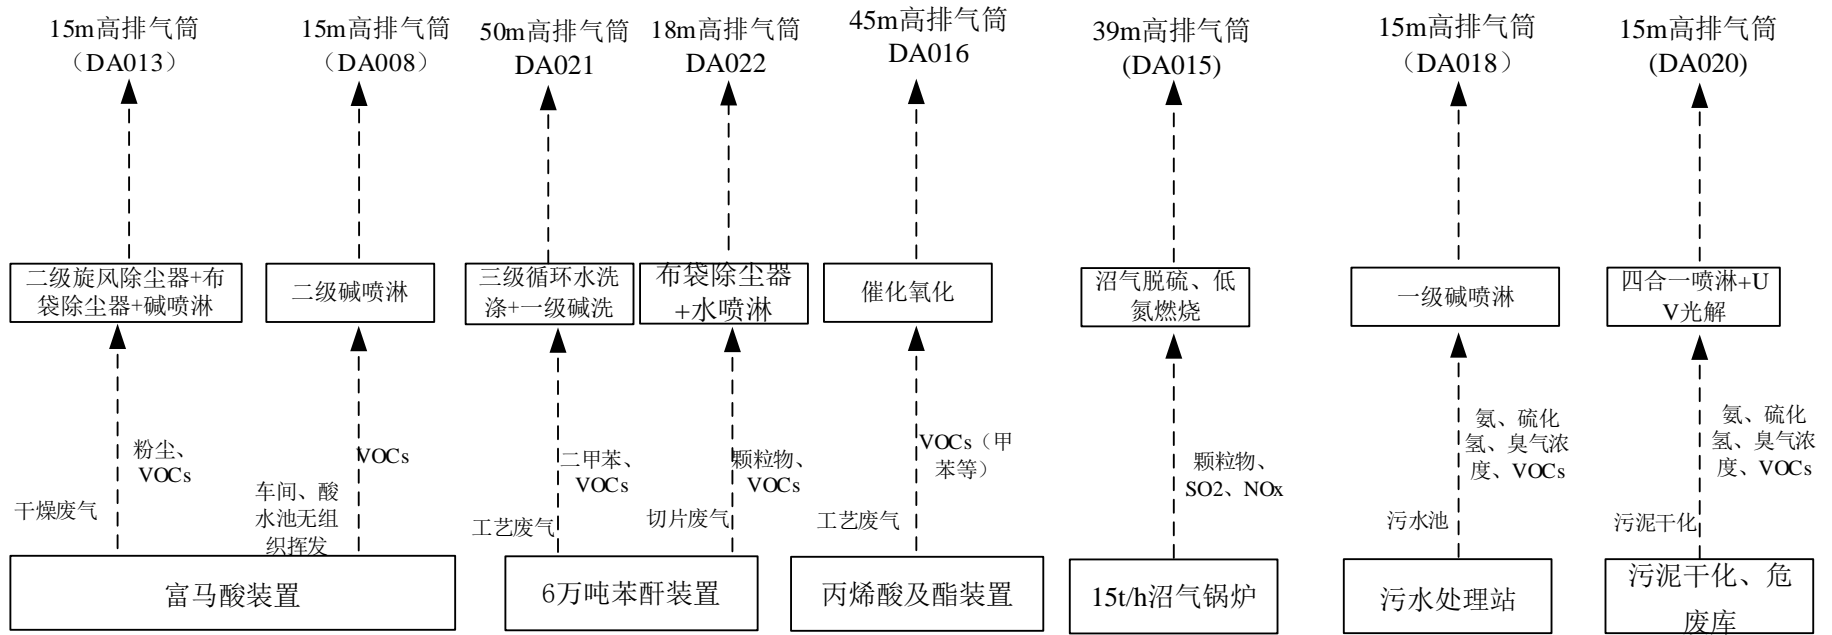 15m高排气筒
（DA013）
15m高排气筒
（DA008）
50m高排气筒
DA021
18m高排气筒
DA022
45m高排气筒
DA016
39m高排气筒
(DA015)
15m高排气筒
（DA018）
15m高排气筒
(DA020)
二级旋风除尘器+布
袋除尘器+碱喷淋
二级碱喷淋
三级循环水洗
涤+一级碱洗
布袋除尘器
+水喷淋
催化氧化
沼气脱硫、低
氮燃烧
一级碱喷淋
四合一喷淋+U
V光解
粉尘、
VOCs
干燥废气
VOCs
车间、酸
水池无组
织挥发
二甲苯、
VOCs
工艺废气
颗粒物、
VOCs
切片废气
VOCs（甲
苯等）
工艺废气
颗粒物、
SO2、NOx
氨、硫化
氢、臭气浓
度、VOCs
污水池
氨、硫化
氢、臭气浓
度、VOCs
污泥干化
富马酸装置
6万吨苯酐装置
丙烯酸及酯装置
15t/h沼气锅炉
污水处理站
污泥干化、危
废库